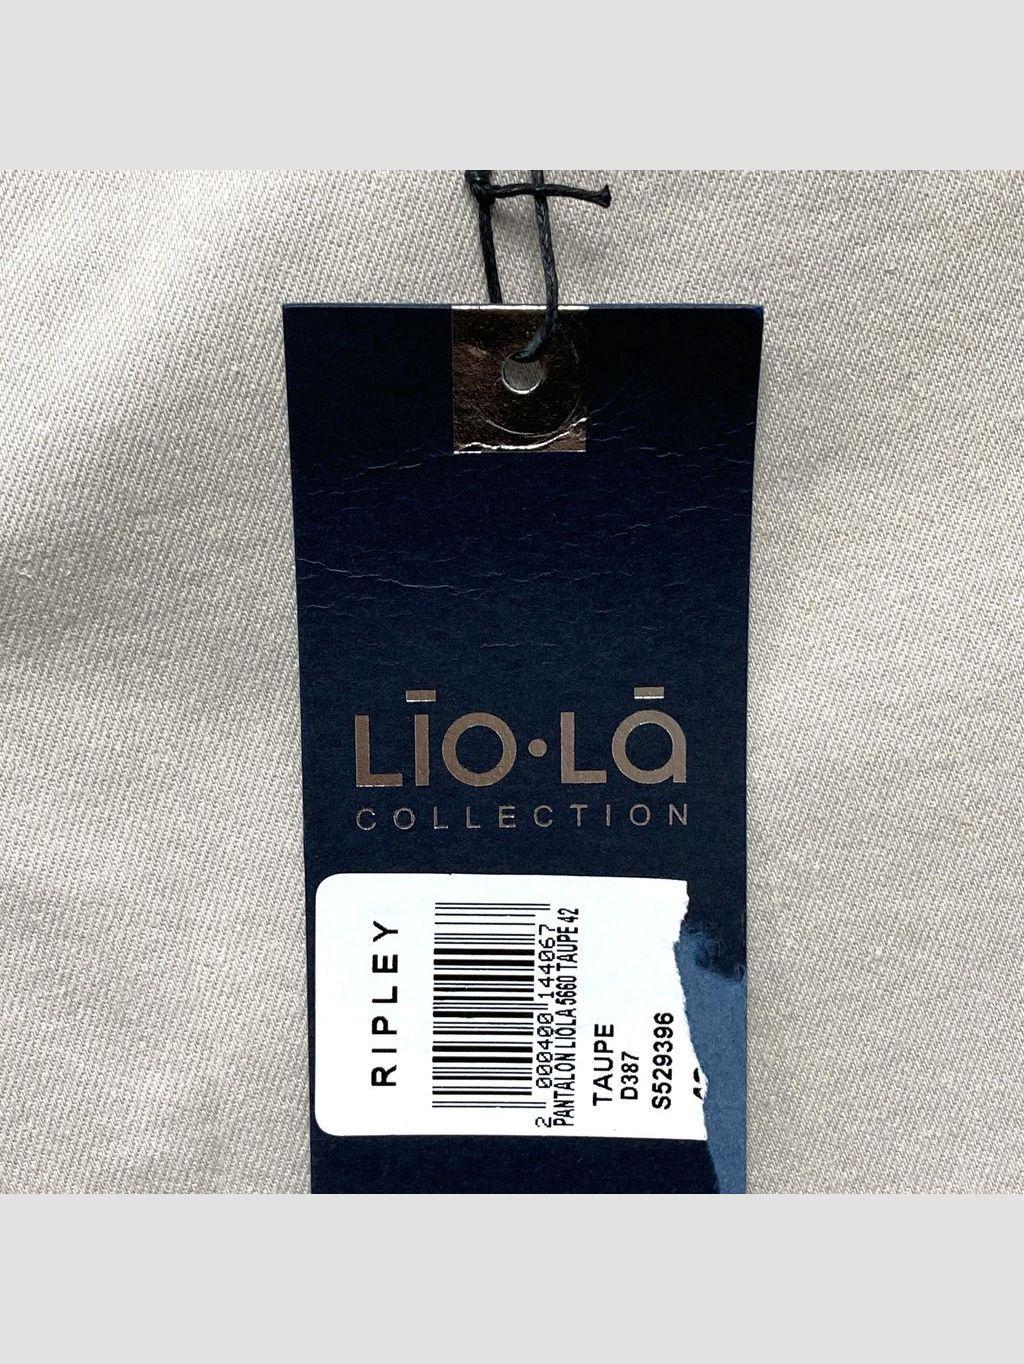 Līo·Lā
COLLECTION
RIPLEY
2 000400 144067
PANTALON LIOLA 5660 TAUPE 42
TAUPE
D387
S529396